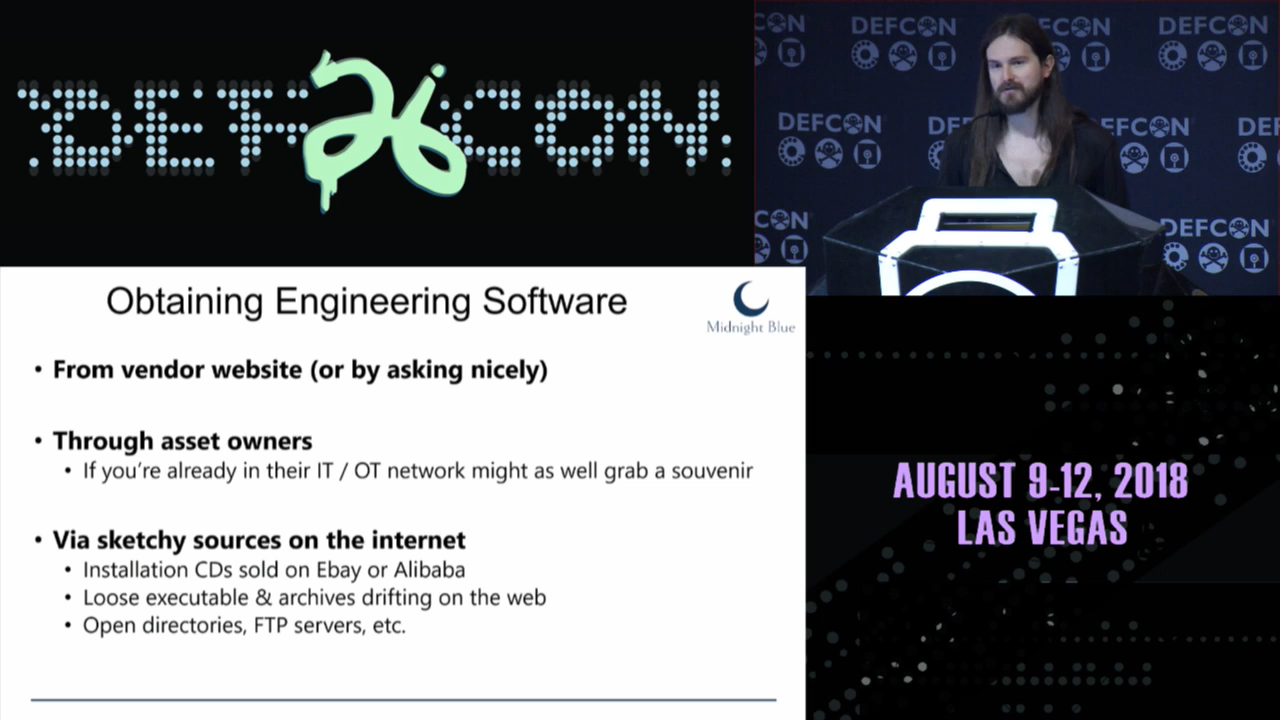 DEFCON
26
DEFCON
DEFCON
DEFCON
DEFCON
DEFCON
DEFCON
Obtaining Engineering Software
Midnight Blue
• From vendor website (or by asking nicely)
• Through asset owners
• If you’re already in their IT / OT network might as well grab a souvenir
• Via sketchy sources on the internet
• Installation CDs sold on Ebay or Alibaba
• Loose executable & archives drifting on the web
• Open directories, FTP servers, etc.
AUGUST 9-12, 2018
LAS VEGAS